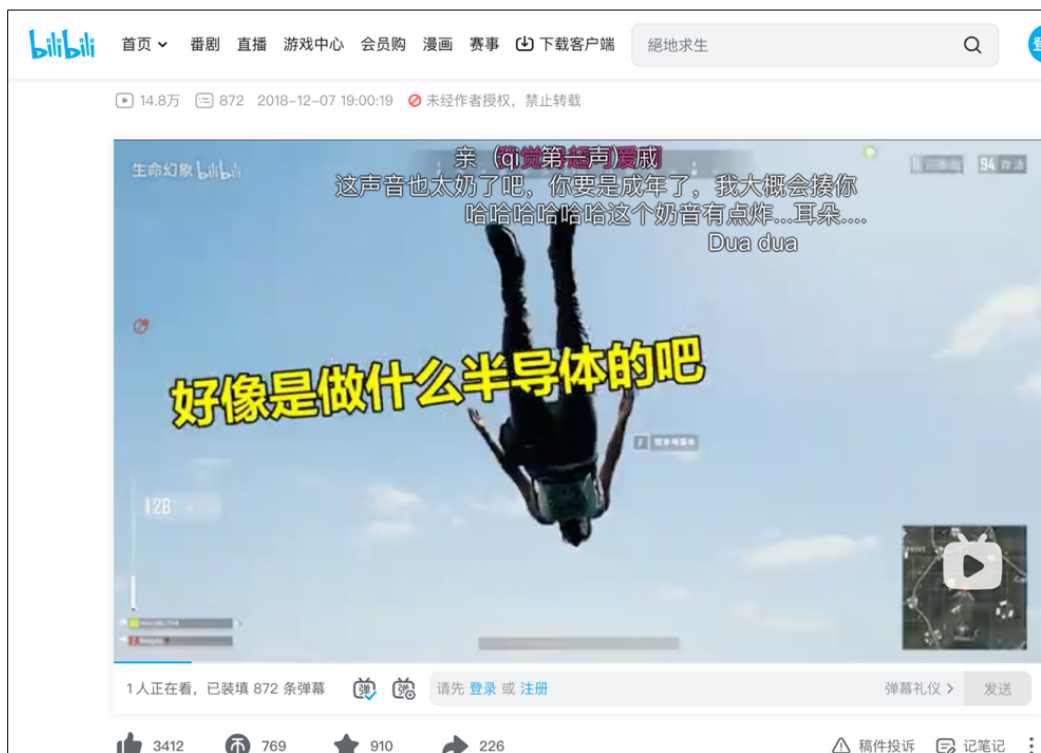 bilibili
首页 番剧 直播 游戏中心 会员购 漫画 赛事 下载客户端 絕地求生
14.8万 872 2018-12-07 19:00:19 未经作者授权，禁止转载
生命幻象 bilibili
亲（qi 第一声）戚
94 存活
这声音也太奶了吧，你要是成年了，我大概会揍你
哈哈哈哈哈哈这个奶音有点炸...耳朵....
Dua dua
好像是做什么半导体的吧
F
126
1人正在看，已装填 872 条弹幕 弹 弹 请先 登录 或 注册 弹幕礼仪 发送
3412 769 910 226 稿件投诉 记笔记